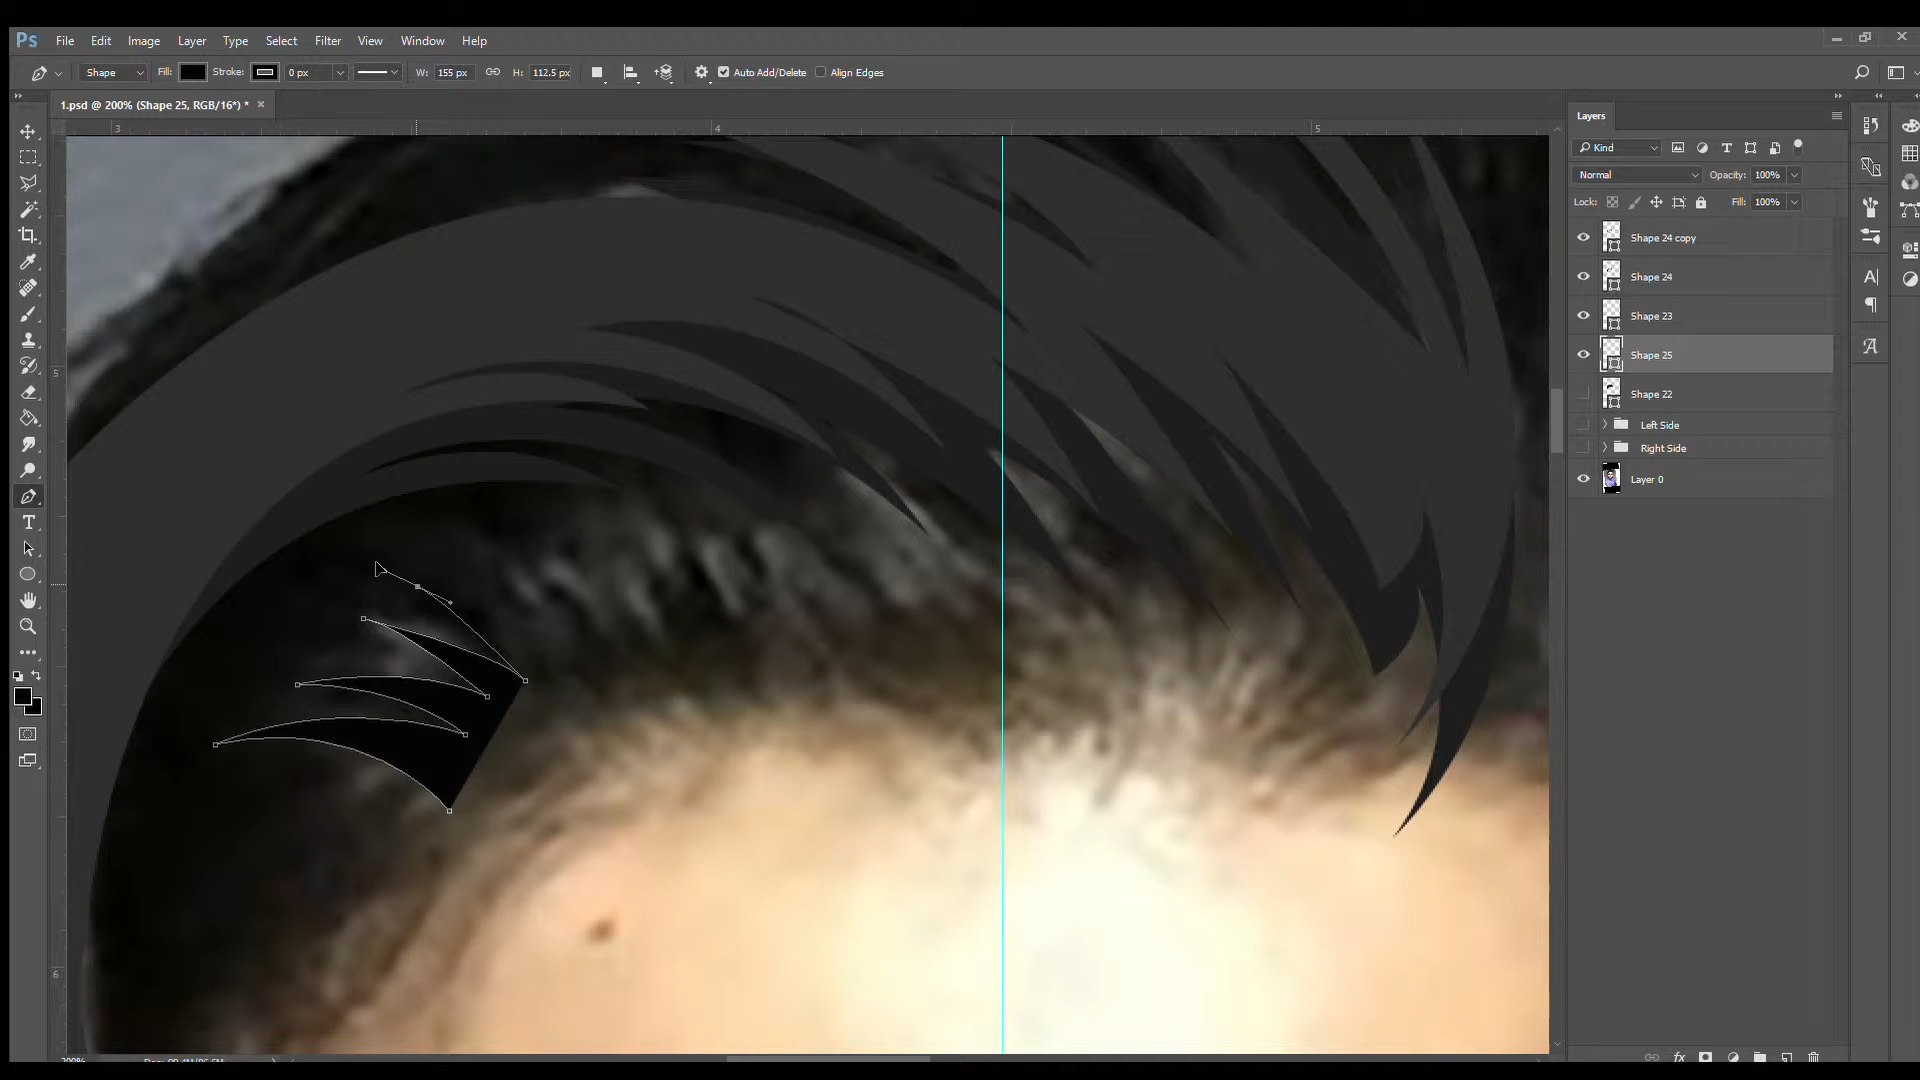 Ps File Edit Image Layer Type Select Filter View Window Help
Shape Fill: Stroke: 0 px W: 155 px H: 112.5 px Auto Add/Delete Align Edges
1.psd @ 200% (Shape 25, RGB/16*) *
3 4 5
5
6
Layers
Kind
Normal Opacity: 100%
Lock: Fill: 100%
Shape 24 copy
Shape 24
Shape 23
Shape 25
Shape 22
Left Side
Right Side
Layer 0
fx